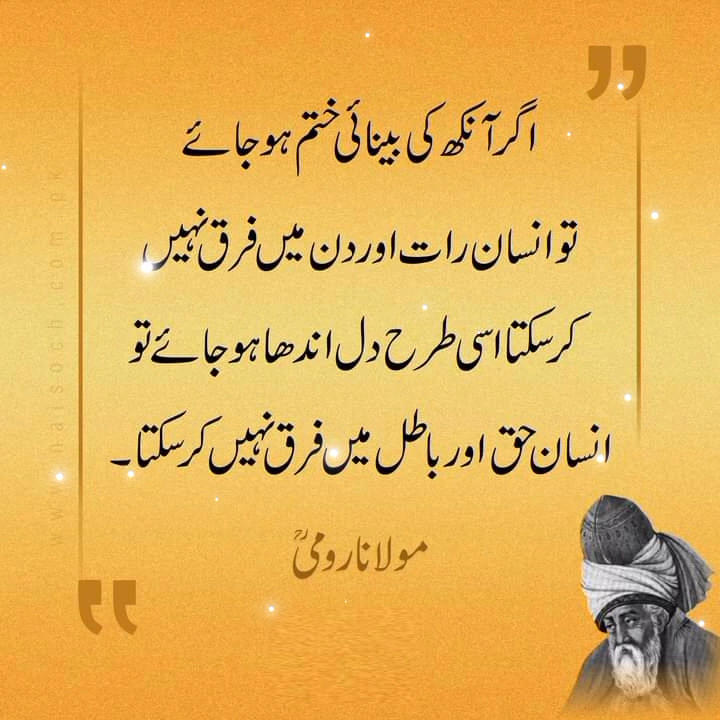 اگر آنکھ کی بینائی ختم ہو جائے
تو انسان رات اور دن میں فرق نہیں
کر سکتا اسی طرح دل اندھا ہو جائے تو
انسان حق اور باطل میں فرق نہیں کر سکتا۔
مولانا رومیؒ
www.naisoch.com.pk